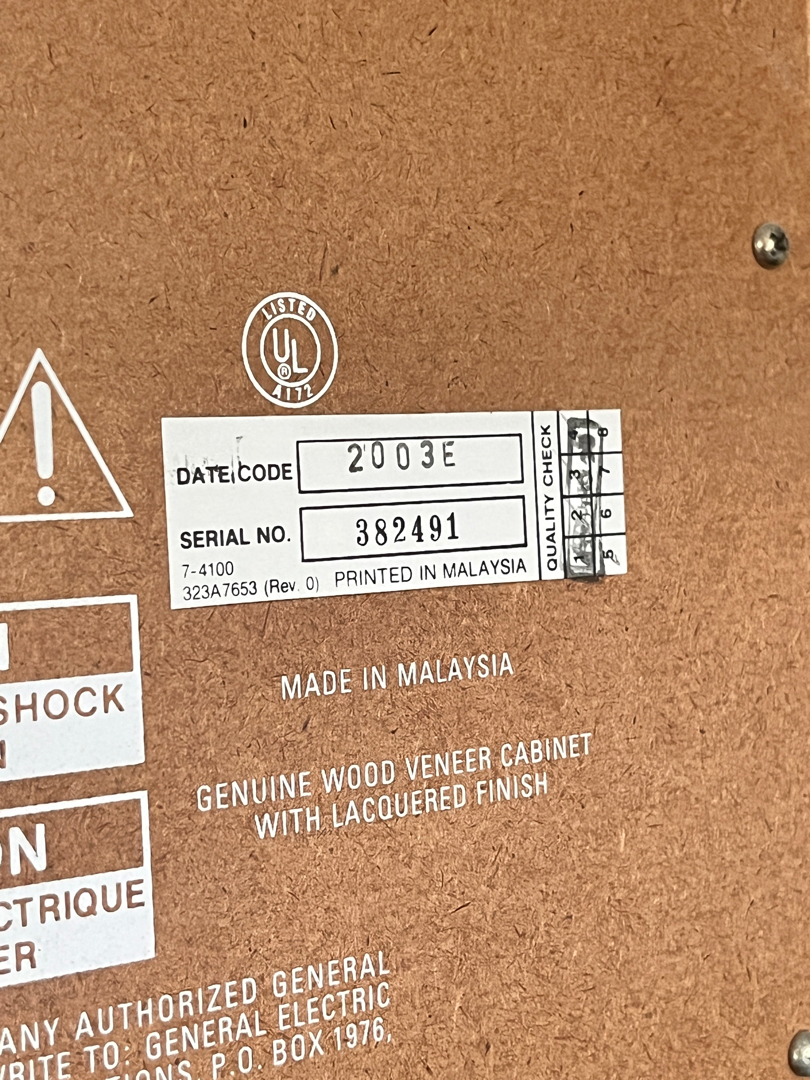 LISTED
UL
®
A172
DATE CODE 2003E
SERIAL NO. 382491
7-4100
323A7653 (Rev. 0) PRINTED IN MALAYSIA
QUALITY CHECK
1 2 3 4
5 6 7 8
MADE IN MALAYSIA
GENUINE WOOD VENEER CABINET
WITH LACQUERED FINISH
SHOCK
ON
CTRIQUE
ER
ANY AUTHORIZED GENERAL
WRITE TO: GENERAL ELECTRIC
TIONS, P.O. BOX 1976,